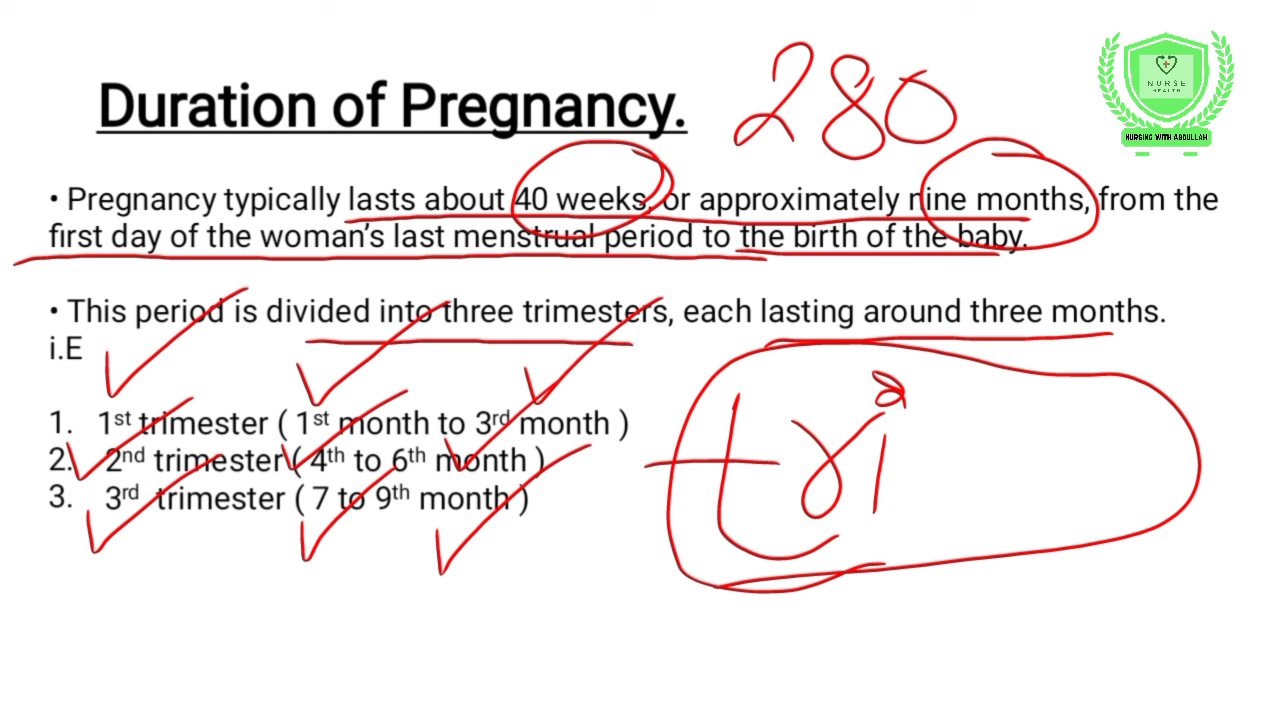 Duration of Pregnancy. 280
NURSE
HEALTH
NURSING WITH ABDULLAH
• Pregnancy typically lasts about 40 weeks, or approximately nine months, from the
first day of the woman’s last menstrual period to the birth of the baby.
• This period is divided into three trimesters, each lasting around three months.
i.E
1. 1st trimester ( 1st month to 3rd month )
2. 2nd trimester ( 4th to 6th month )
3. 3rd trimester ( 7 to 9th month )
tri